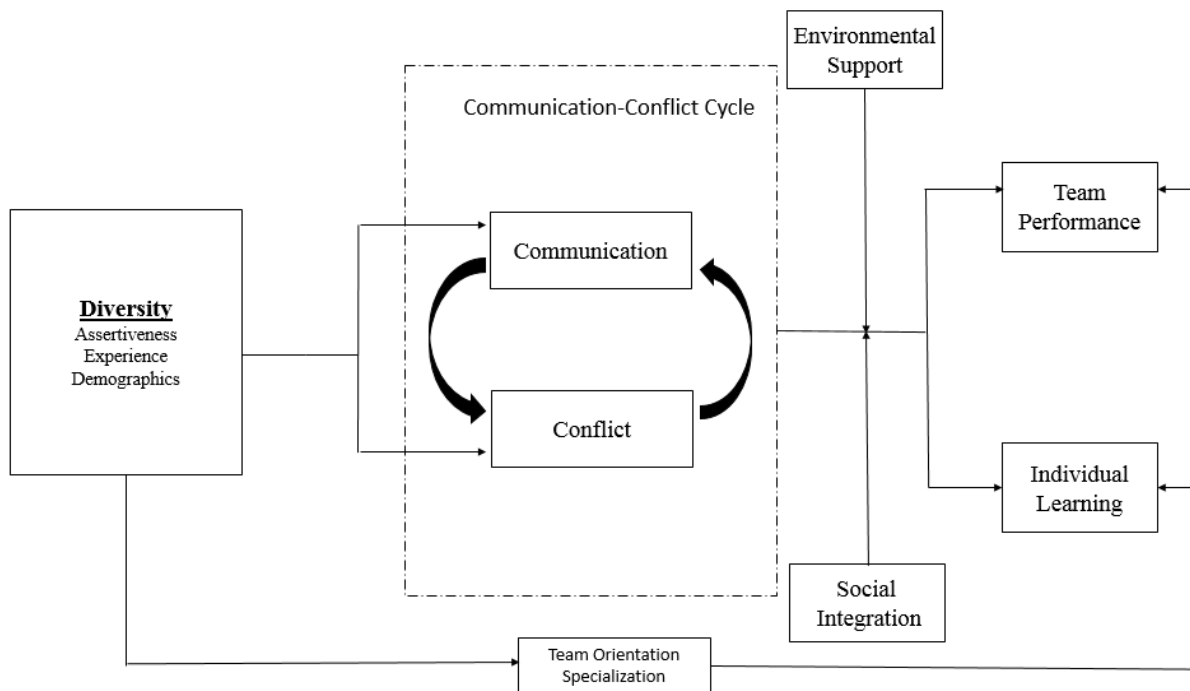 Environmental
Support
Communication-Conflict Cycle
Team
Performance
Communication
Diversity
Assertiveness
Experience
Demographics
Conflict
Individual
Learning
Social
Integration
Team Orientation
Specialization